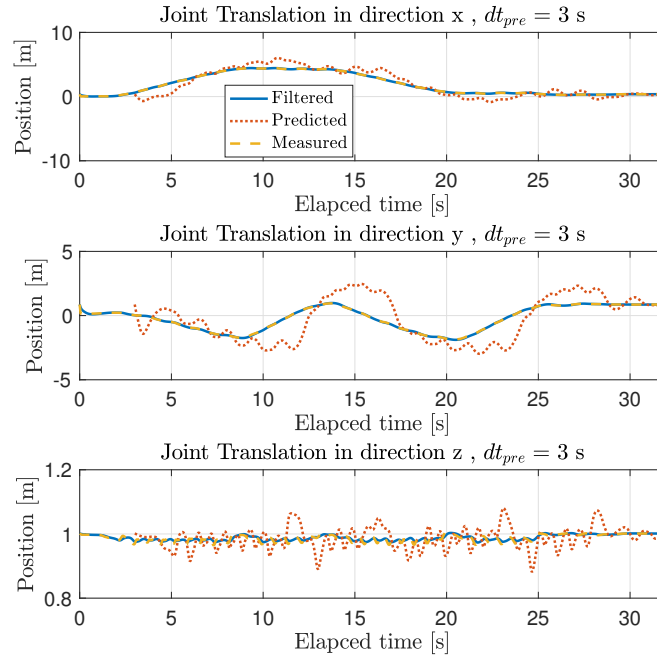 Joint Translation in direction x , dt_pre = 3 s
10
0
-10
Position [m]
Filtered
Predicted
Measured
0 5 10 15 20 25 30
Elapced time [s]
Joint Translation in direction y , dt_pre = 3 s
5
0
-5
Position [m]
0 5 10 15 20 25 30
Elapced time [s]
Joint Translation in direction z , dt_pre = 3 s
1.2
1
0.8
Position [m]
0 5 10 15 20 25 30
Elapced time [s]